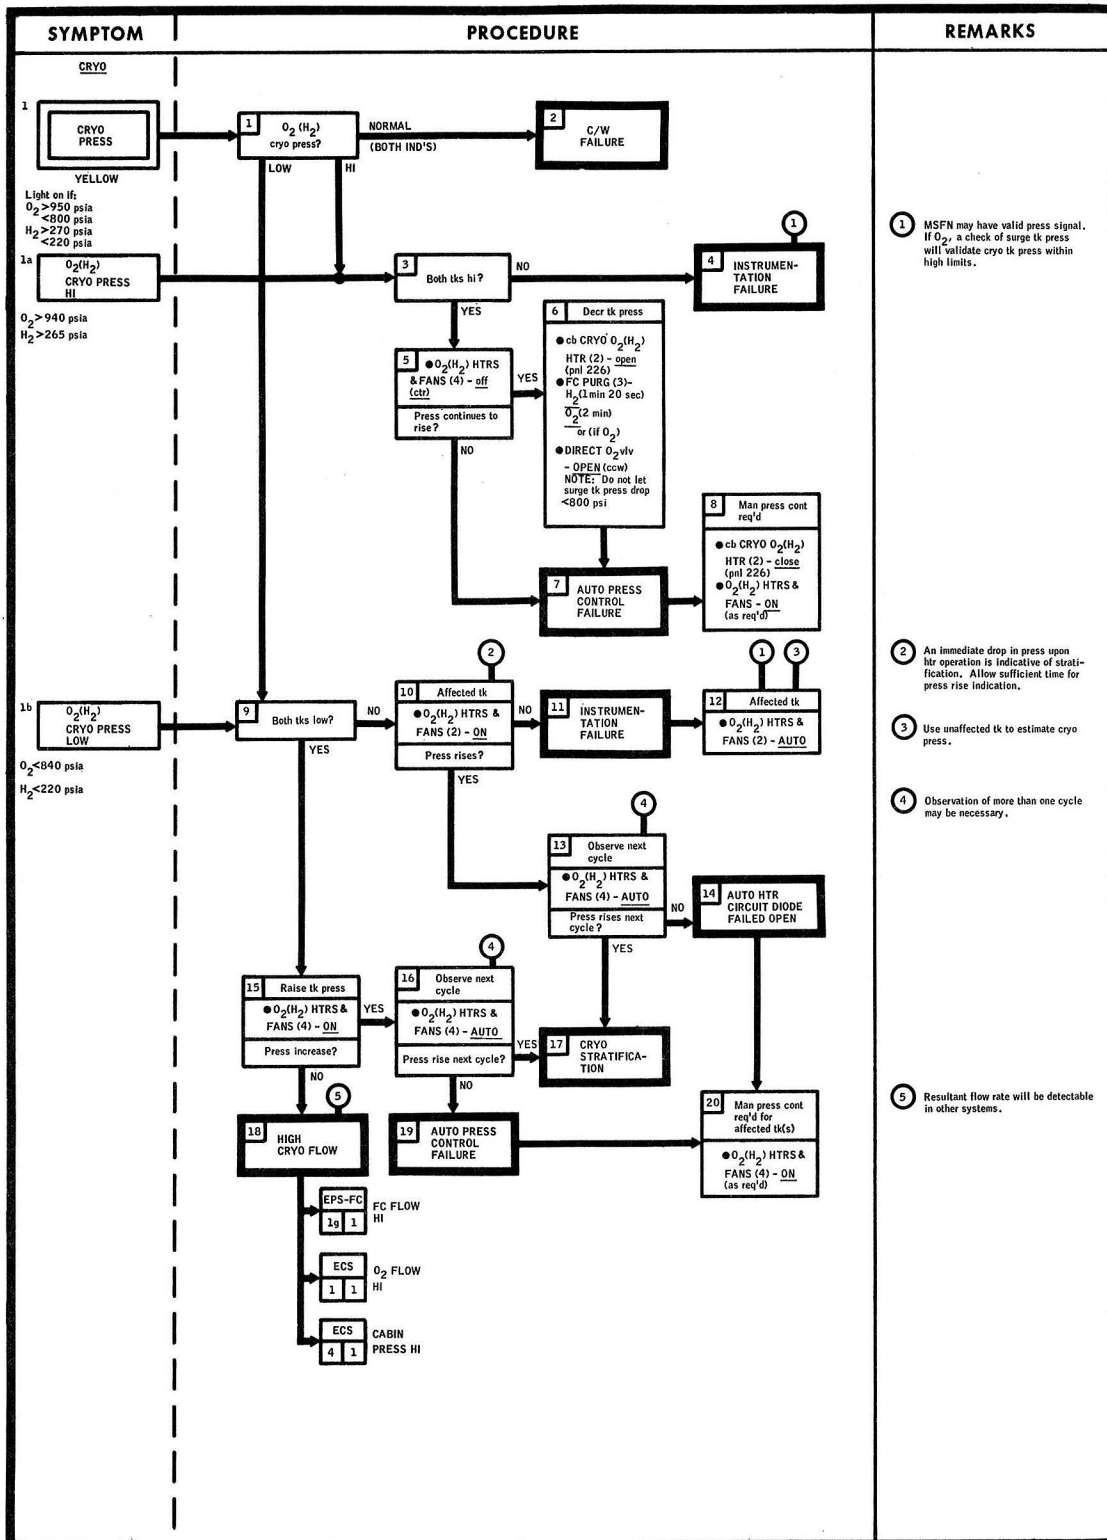 SYMPTOM
PROCEDURE
REMARKS
CRYO
1
CRYO
PRESS
YELLOW
Light on if:
O2>950 psia
<800 psia
H2>270 psia
<220 psia
1a
O2(H2)
CRYO PRESS
HI
O2>940 psia
H2>265 psia
1b
O2(H2)
CRYO PRESS
LOW
O2<840 psia
H2<220 psia
1
O2(H2)
cryo press?
NORMAL
(BOTH IND'S)
LOW
HI
2
C/W
FAILURE
3
Both tks hi?
NO
YES
1
4
INSTRUMEN-
TATION
FAILURE
5
●O2(H2) HTRS
& FANS (4) - off
(ctr)
Press continues to
rise?
YES
NO
6
Decr tk press
●cb CRYO O2(H2)
HTR (2) - open
(pnl 226)
●FC PURG (3)-
H2(1min 20 sec)
O2(2 min)
or (if O2)
●DIRECT O2 vlv
- OPEN (ccw)
NOTE: Do not let
surge tk press drop
<800 psi
7
AUTO PRESS
CONTROL
FAILURE
8
Man press cont
req'd
●cb CRYO O2(H2)
HTR (2) - close
(pnl 226)
●O2(H2) HTRS &
FANS - ON
(as req'd)
9
Both tks low?
NO
YES
2
10
Affected tk
●O2(H2) HTRS &
FANS (2) - ON
Press rises?
NO
YES
11
INSTRUMEN-
TATION
FAILURE
1
3
12
Affected tk
●O2(H2) HTRS &
FANS (2) - AUTO
4
13
Observe next
cycle
●O2(H2) HTRS &
FANS (4) - AUTO
Press rises next
cycle?
NO
YES
14
AUTO HTR
CIRCUIT DIODE
FAILED OPEN
15
Raise tk press
●O2(H2) HTRS &
FANS (4) - ON
Press increase?
YES
NO
4
16
Observe next
cycle
●O2(H2) HTRS &
FANS (4) - AUTO
Press rise next cycle?
YES
NO
17
CRYO
STRATIFICA-
TION
5
18
HIGH
CRYO FLOW
19
AUTO PRESS
CONTROL
FAILURE
20
Man press cont
req'd for
affected tk(s)
●O2(H2) HTRS &
FANS (4) - ON
(as req'd)
EPS-FC
1g 1
FC FLOW
HI
ECS
1 1
O2 FLOW
HI
ECS
4 1
CABIN
PRESS HI
1 MSFN may have valid press signal.
If O2, a check of surge tk press
will validate cryo tk press within
high limits.
2 An immediate drop in press upon
htr operation is indicative of strati-
fication. Allow sufficient time for
press rise indication.
3 Use unaffected tk to estimate cryo
press.
4 Observation of more than one cycle
may be necessary.
5 Resultant flow rate will be detectable
in other systems.